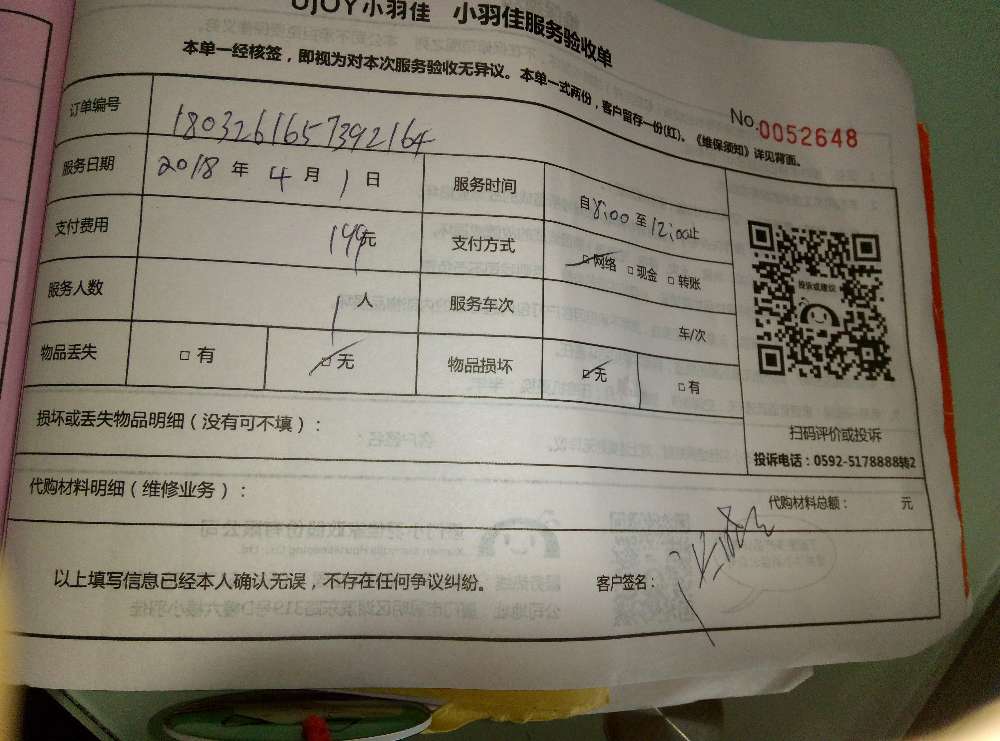 UJOY小羽佳 小羽佳服务验收单
本单一经核签，即视为对本次服务验收无异议。本单一式两份，客户留存一份(红)。《维保须知》详见背面。
No.0052648
订单编号 1803261657392164
服务日期 2018 年 4 月 1 日 服务时间 自 8:00 至 12:00 止
支付费用 149元 支付方式 □网络 □现金 □转账
服务人数 1 人 服务车次 车/次
物品丢失 □有 □无 物品损坏 □无 □有
投诉或建议
扫码评价或投诉
投诉电话：0592-5178888转2
损坏或丢失物品明细（没有可不填）：
代购材料明细（维修业务）：
代购材料总额： 元
以上填写信息已经本人确认无误，不存在任何争议纠纷。
客户签名：